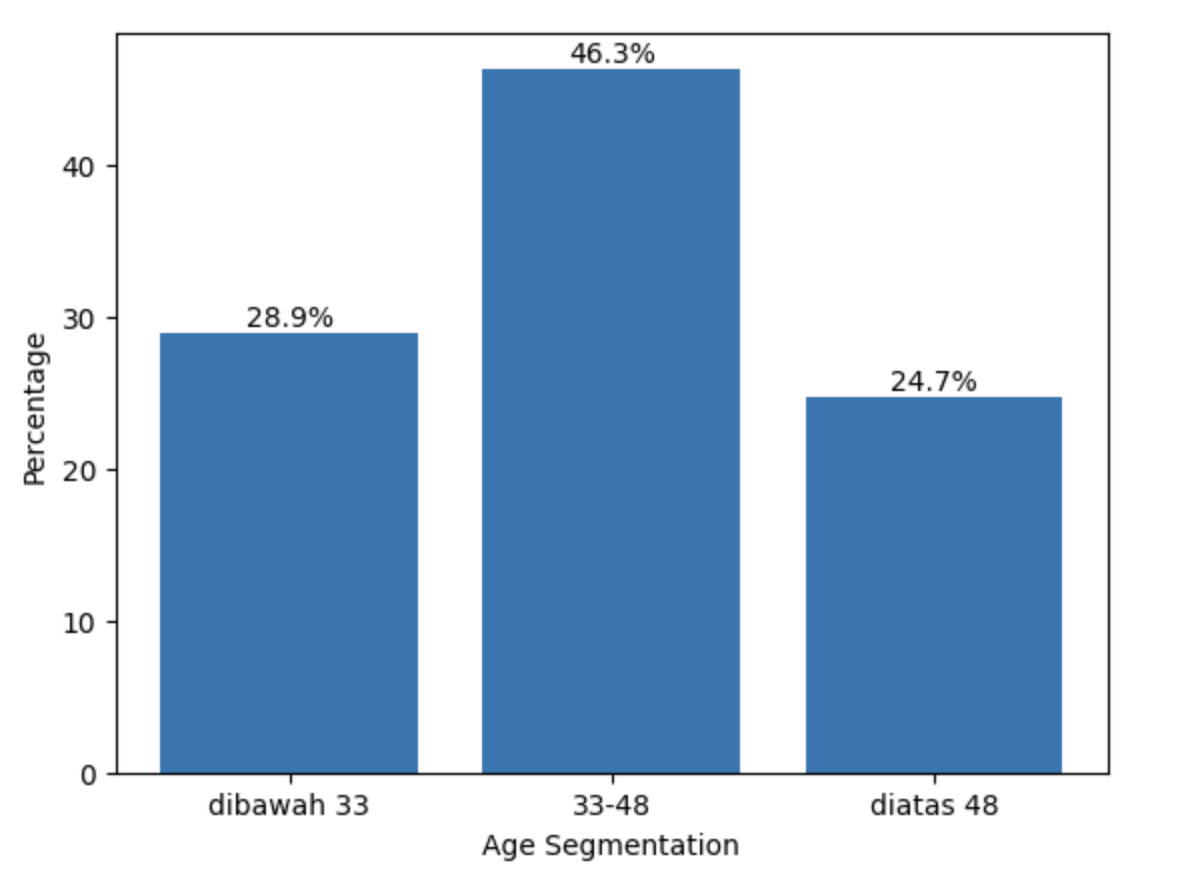 46.3%
40
30
28.9%
24.7%
20
10
0
Percentage
dibawah 33
33-48
diatas 48
Age Segmentation